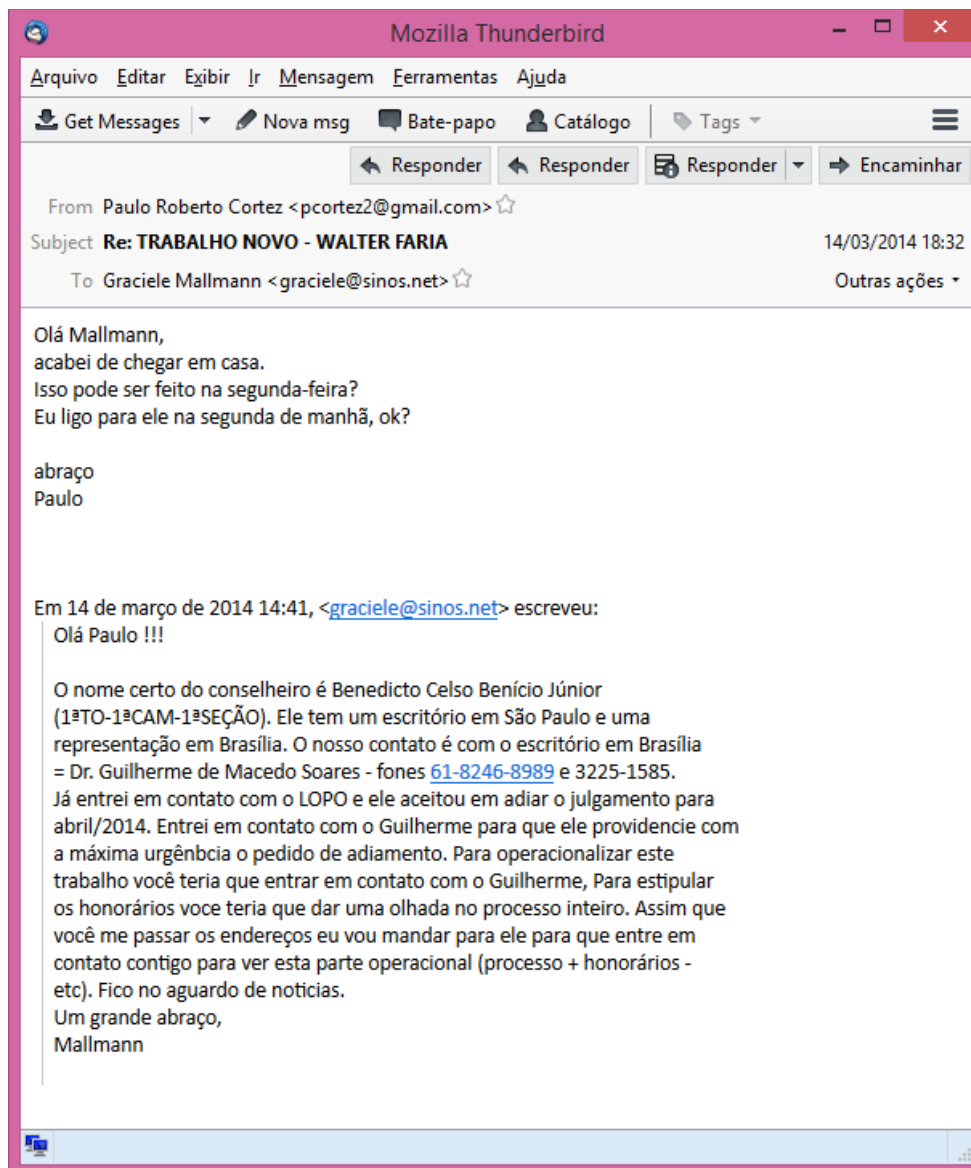 Mozilla Thunderbird
Arquivo Editar Exibir Ir Mensagem Ferramentas Ajuda
Get Messages Nova msg Bate-papo Catálogo Tags
Responder Responder Responder Encaminhar
From Paulo Roberto Cortez <pcortez2@gmail.com>
Subject Re: TRABALHO NOVO - WALTER FARIA 14/03/2014 18:32
To Graciele Mallmann <graciele@sinos.net> Outras ações
Olá Mallmann,
acabei de chegar em casa.
Isso pode ser feito na segunda-feira?
Eu ligo para ele na segunda de manhã, ok?
abraço
Paulo
Em 14 de março de 2014 14:41, <graciele@sinos.net> escreveu:
Olá Paulo !!!
O nome certo do conselheiro é Benedicto Celso Benício Júnior
(1ªTO-1ªCAM-1ªSEÇÃO). Ele tem um escritório em São Paulo e uma
representação em Brasília. O nosso contato é com o escritório em Brasília
= Dr. Guilherme de Macedo Soares - fones 61-8246-8989 e 3225-1585.
Já entrei em contato com o LOPO e ele aceitou em adiar o julgamento para
abril/2014. Entrei em contato com o Guilherme para que ele providencie com
a máxima urgênbcia o pedido de adiamento. Para operacionalizar este
trabalho você teria que entrar em contato com o Guilherme, Para estipular
os honorários voce teria que dar uma olhada no processo inteiro. Assim que
você me passar os endereços eu vou mandar para ele para que entre em
contato contigo para ver esta parte operacional (processo + honorários -
etc). Fico no aguardo de noticias.
Um grande abraço,
Mallmann